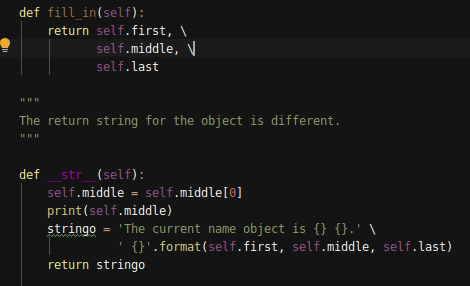 def fill_in(self):
    return self.first, \
           self.middle, \
           self.last
"""
The return string for the object is different.
"""
def __str__(self):
    self.middle = self.middle[0]
    print(self.middle)
    stringo = 'The current name object is {} {}.' \
              ' {}'.format(self.first, self.middle, self.last)
    return stringo